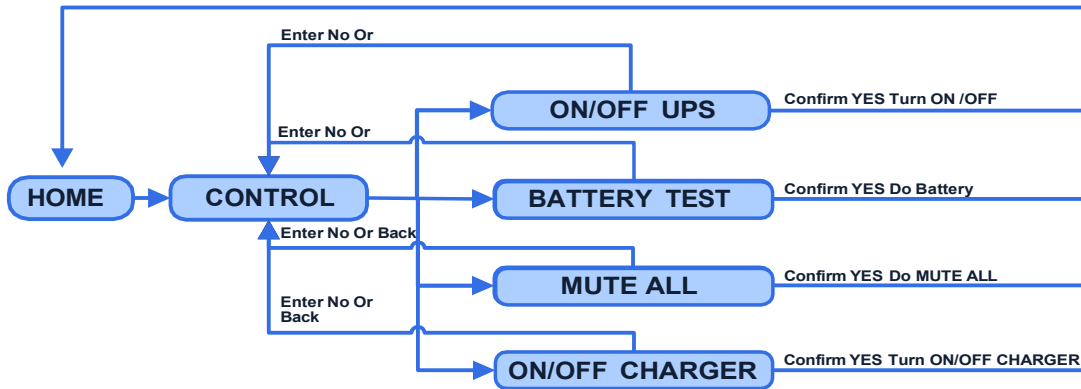 Enter No Or
ON/OFF UPS
Confirm YES Turn ON /OFF
Enter No Or
HOME
CONTROL
BATTERY TEST
Confirm YES Do Battery
Enter No Or Back
MUTE ALL
Confirm YES Do MUTE ALL
Enter No Or
Back
ON/OFF CHARGER
Confirm YES Turn ON/OFF CHARGER